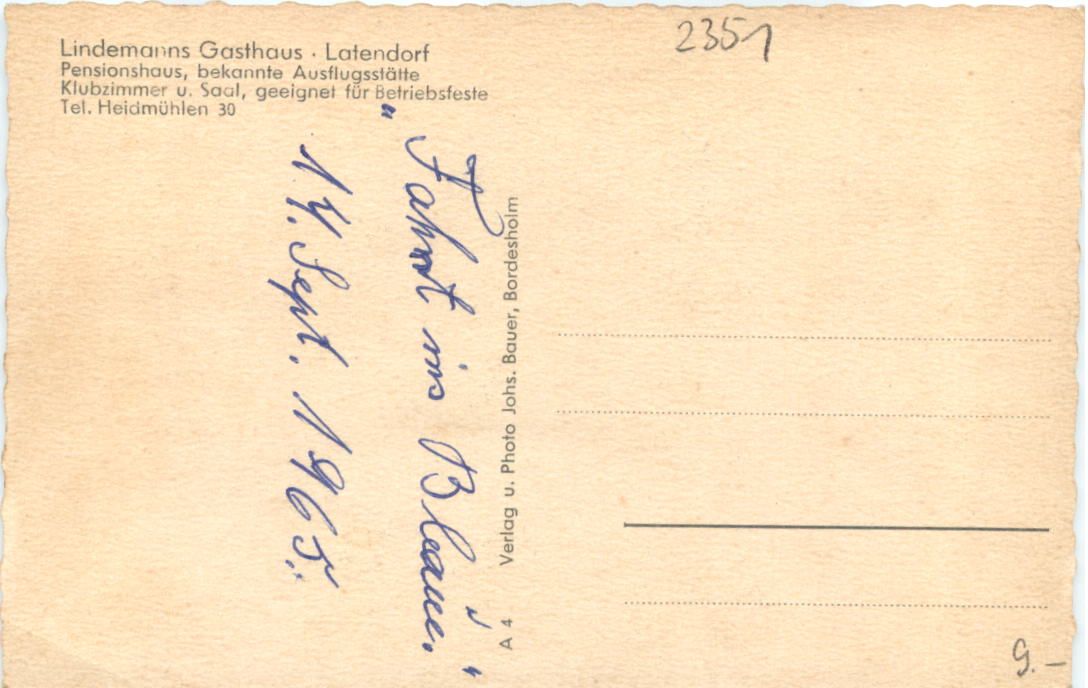 Lindemanns Gasthaus · Latendorf
Pensionshaus, bekannte Ausflugsstätte
Klubzimmer u. Saal, geeignet für Betriebsfeste
Tel. Heidmühlen 30
2351
"Fahrt ins Blaue."
14. Sept. 1965.
A 4 Verlag u. Photo Johs. Bauer, Bordesholm
9.–